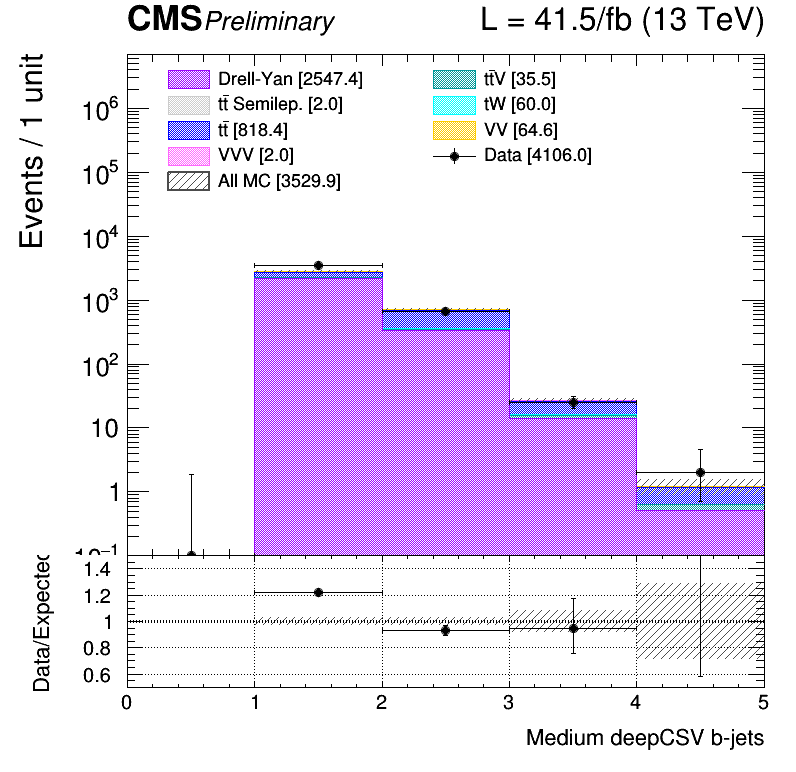 CMS Preliminary L = 41.5/fb (13 TeV)
Events / 1 unit
Drell-Yan [2547.4]
tt̄ Semilep. [2.0]
tt̄ [818.4]
VVV [2.0]
All MC [3529.9]
tt̄V [35.5]
tW [60.0]
VV [64.6]
Data [4106.0]
10⁶
10⁵
10⁴
10³
10²
10
1
10⁻¹
Data/Expected
1.4
1.2
1
0.8
0.6
0 1 2 3 4 5
Medium deepCSV b-jets